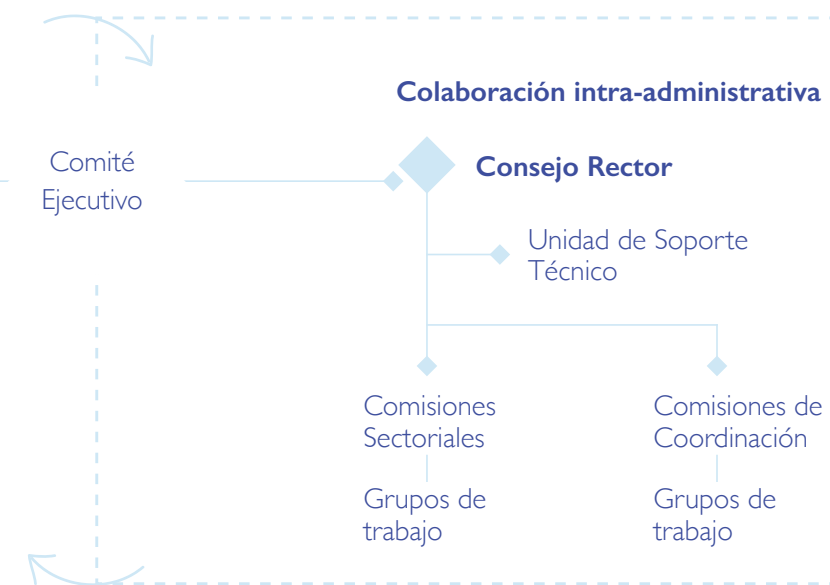 Colaboración intra-administrativa
Comité
Ejecutivo
Consejo Rector
Unidad de Soporte
Técnico
Comisiones
Sectoriales
Grupos de
trabajo
Comisiones de
Coordinación
Grupos de
trabajo